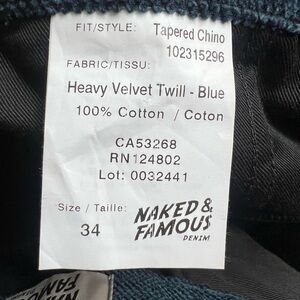 FIT/STYLE: Tapered Chino
102315296
FABRIC/TISSU:
Heavy Velvet Twill - Blue
100% Cotton / Coton
CA53268
RN124802
Lot: 0032441
Size / Taille:
34
NAKED &
FAMOUS
DENIM